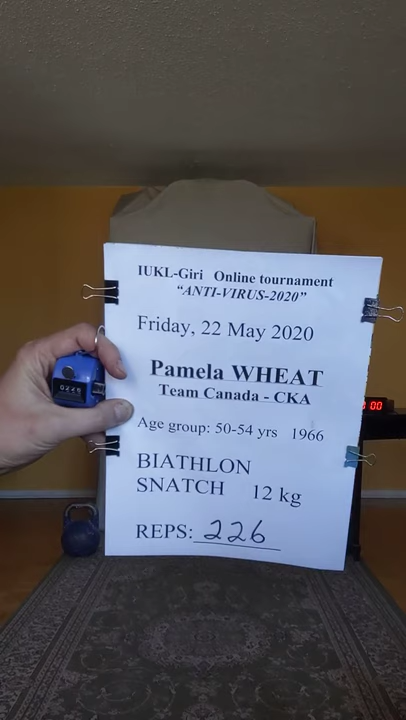 IUKL-Giri Online tournament
"ANTI-VIRUS-2020"
Friday, 22 May 2020
Pamela WHEAT
Team Canada - CKA
Age group: 50-54 yrs 1966
BIATHLON
SNATCH 12 kg
REPS: 226